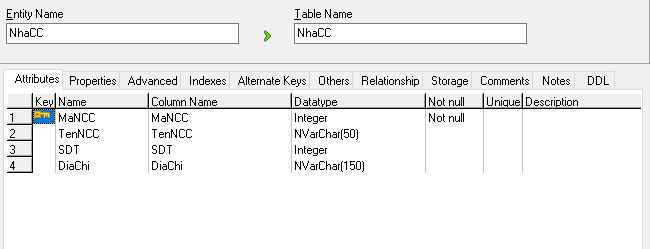 Entity Name Table Name
NhaCC NhaCC
Attributes Properties Advanced Indexes Alternate Keys Others Relationship Storage Comments Notes DDL
Key Name Column Name Datatype Not null Unique Description
1 MaNCC MaNCC Integer Not null
2 TenNCC TenNCC NVarChar(50)
3 SDT SDT Integer
4 DiaChi DiaChi NVarChar(150)